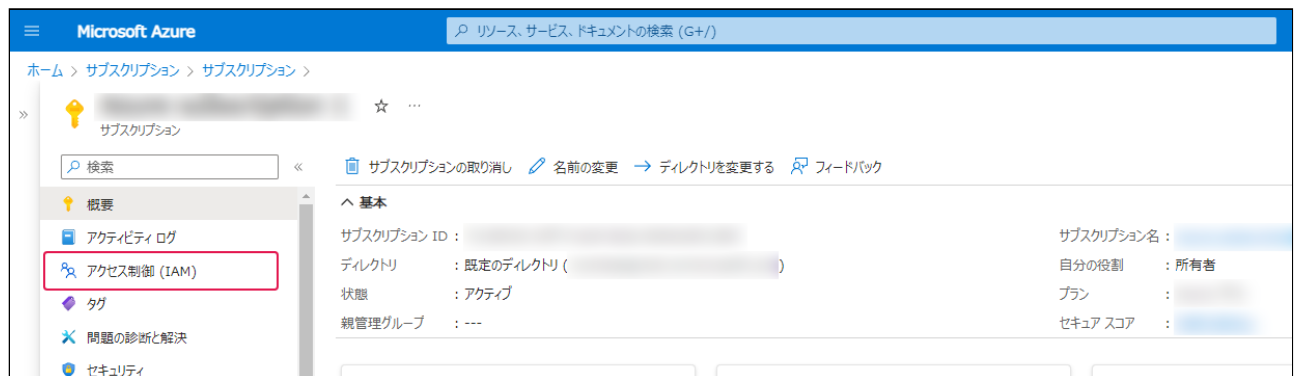 Microsoft Azure
リソース、サービス、ドキュメントの検索 (G+/)
ホーム > サブスクリプション > サブスクリプション >
サブスクリプション
検索
サブスクリプションの取り消し 名前の変更 ディレクトリを変更する フィードバック
概要
基本
アクティビティ ログ
サブスクリプション ID :
サブスクリプション名 :
アクセス制御 (IAM)
ディレクトリ : 既定のディレクトリ ( )
自分の役割 : 所有者
タグ
状態 : アクティブ
プラン :
問題の診断と解決
親管理グループ : ---
セキュア スコア :
セキュリティ